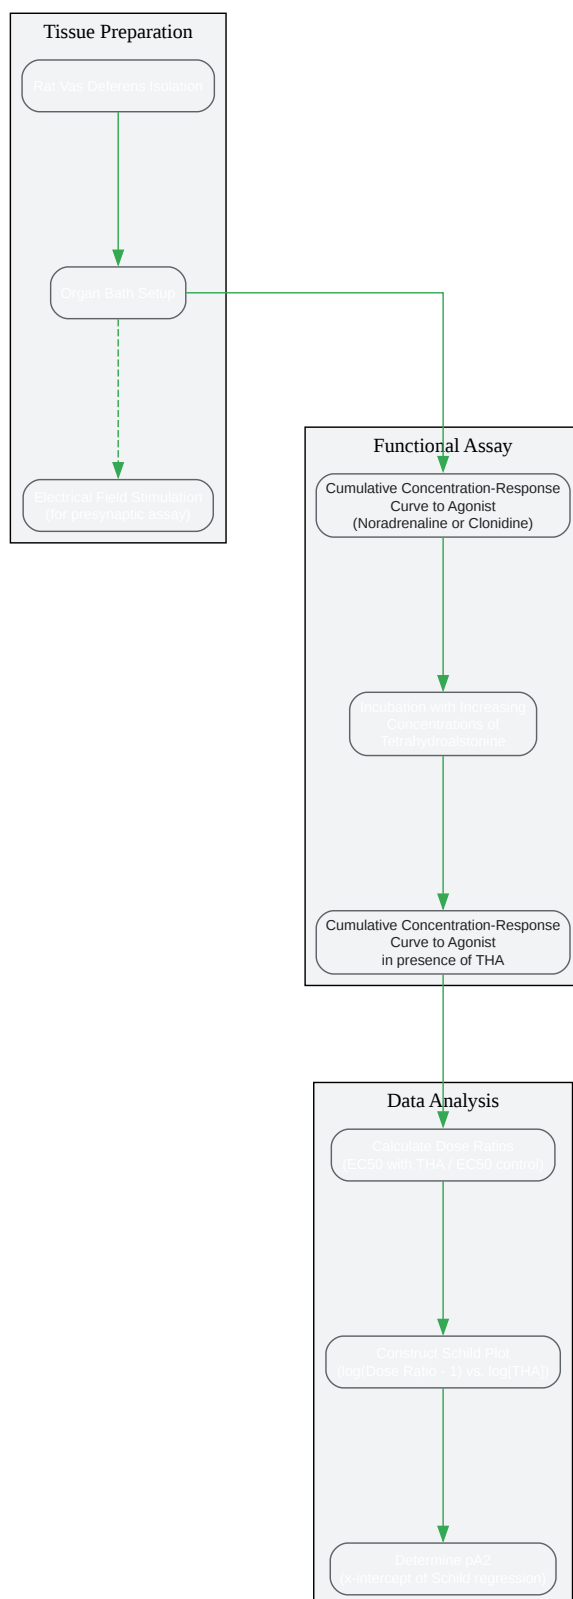 Tissue Preparation
Rat Vas Deferens Isolation
Organ Bath Setup
Electrical Field Stimulation
(for presynaptic assay)
Functional Assay
Cumulative Concentration-Response
Curve to Agonist
(Noradrenaline or Clonidine)
Incubation with Increasing
Concentrations of
Tetrahydroalstonine
Cumulative Concentration-Response
Curve to Agonist
in presence of THA
Data Analysis
Calculate Dose Ratios
(EC50 with THA / EC50 control)
Construct Schild Plot
(log(Dose Ratio - 1) vs. log[THA])
Determine pA2
(x-intercept of Schild regression)